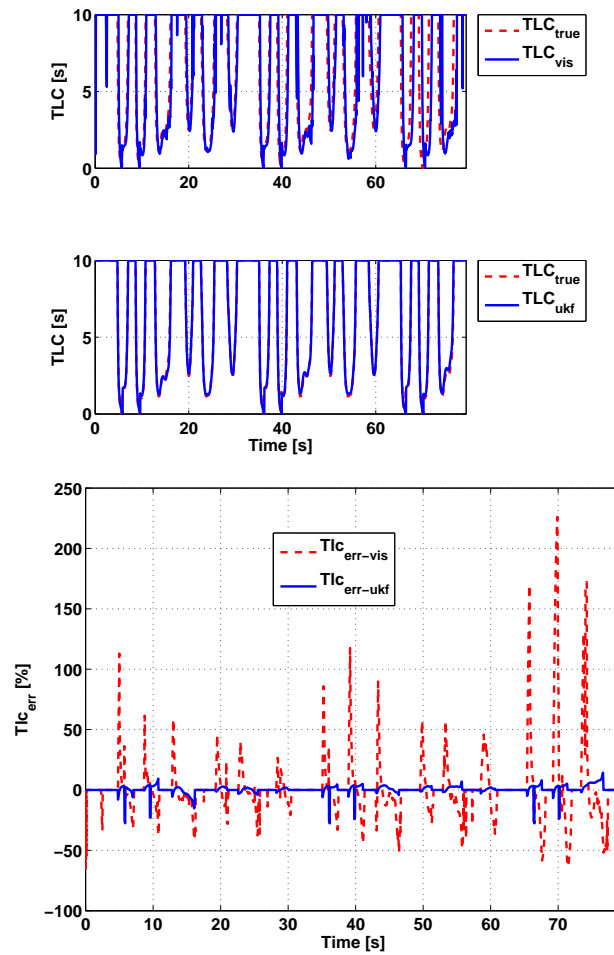 10
5
0
TLC [s]
0
20
40
60
TLC_true
TLC_vis
10
5
0
TLC [s]
0
20
40
60
Time [s]
TLC_true
TLC_ukf
250
200
150
100
50
0
−50
−100
Tlc_err [%]
Tlc_err−vis
Tlc_err−ukf
0
10
20
30
40
50
60
70
Time [s]